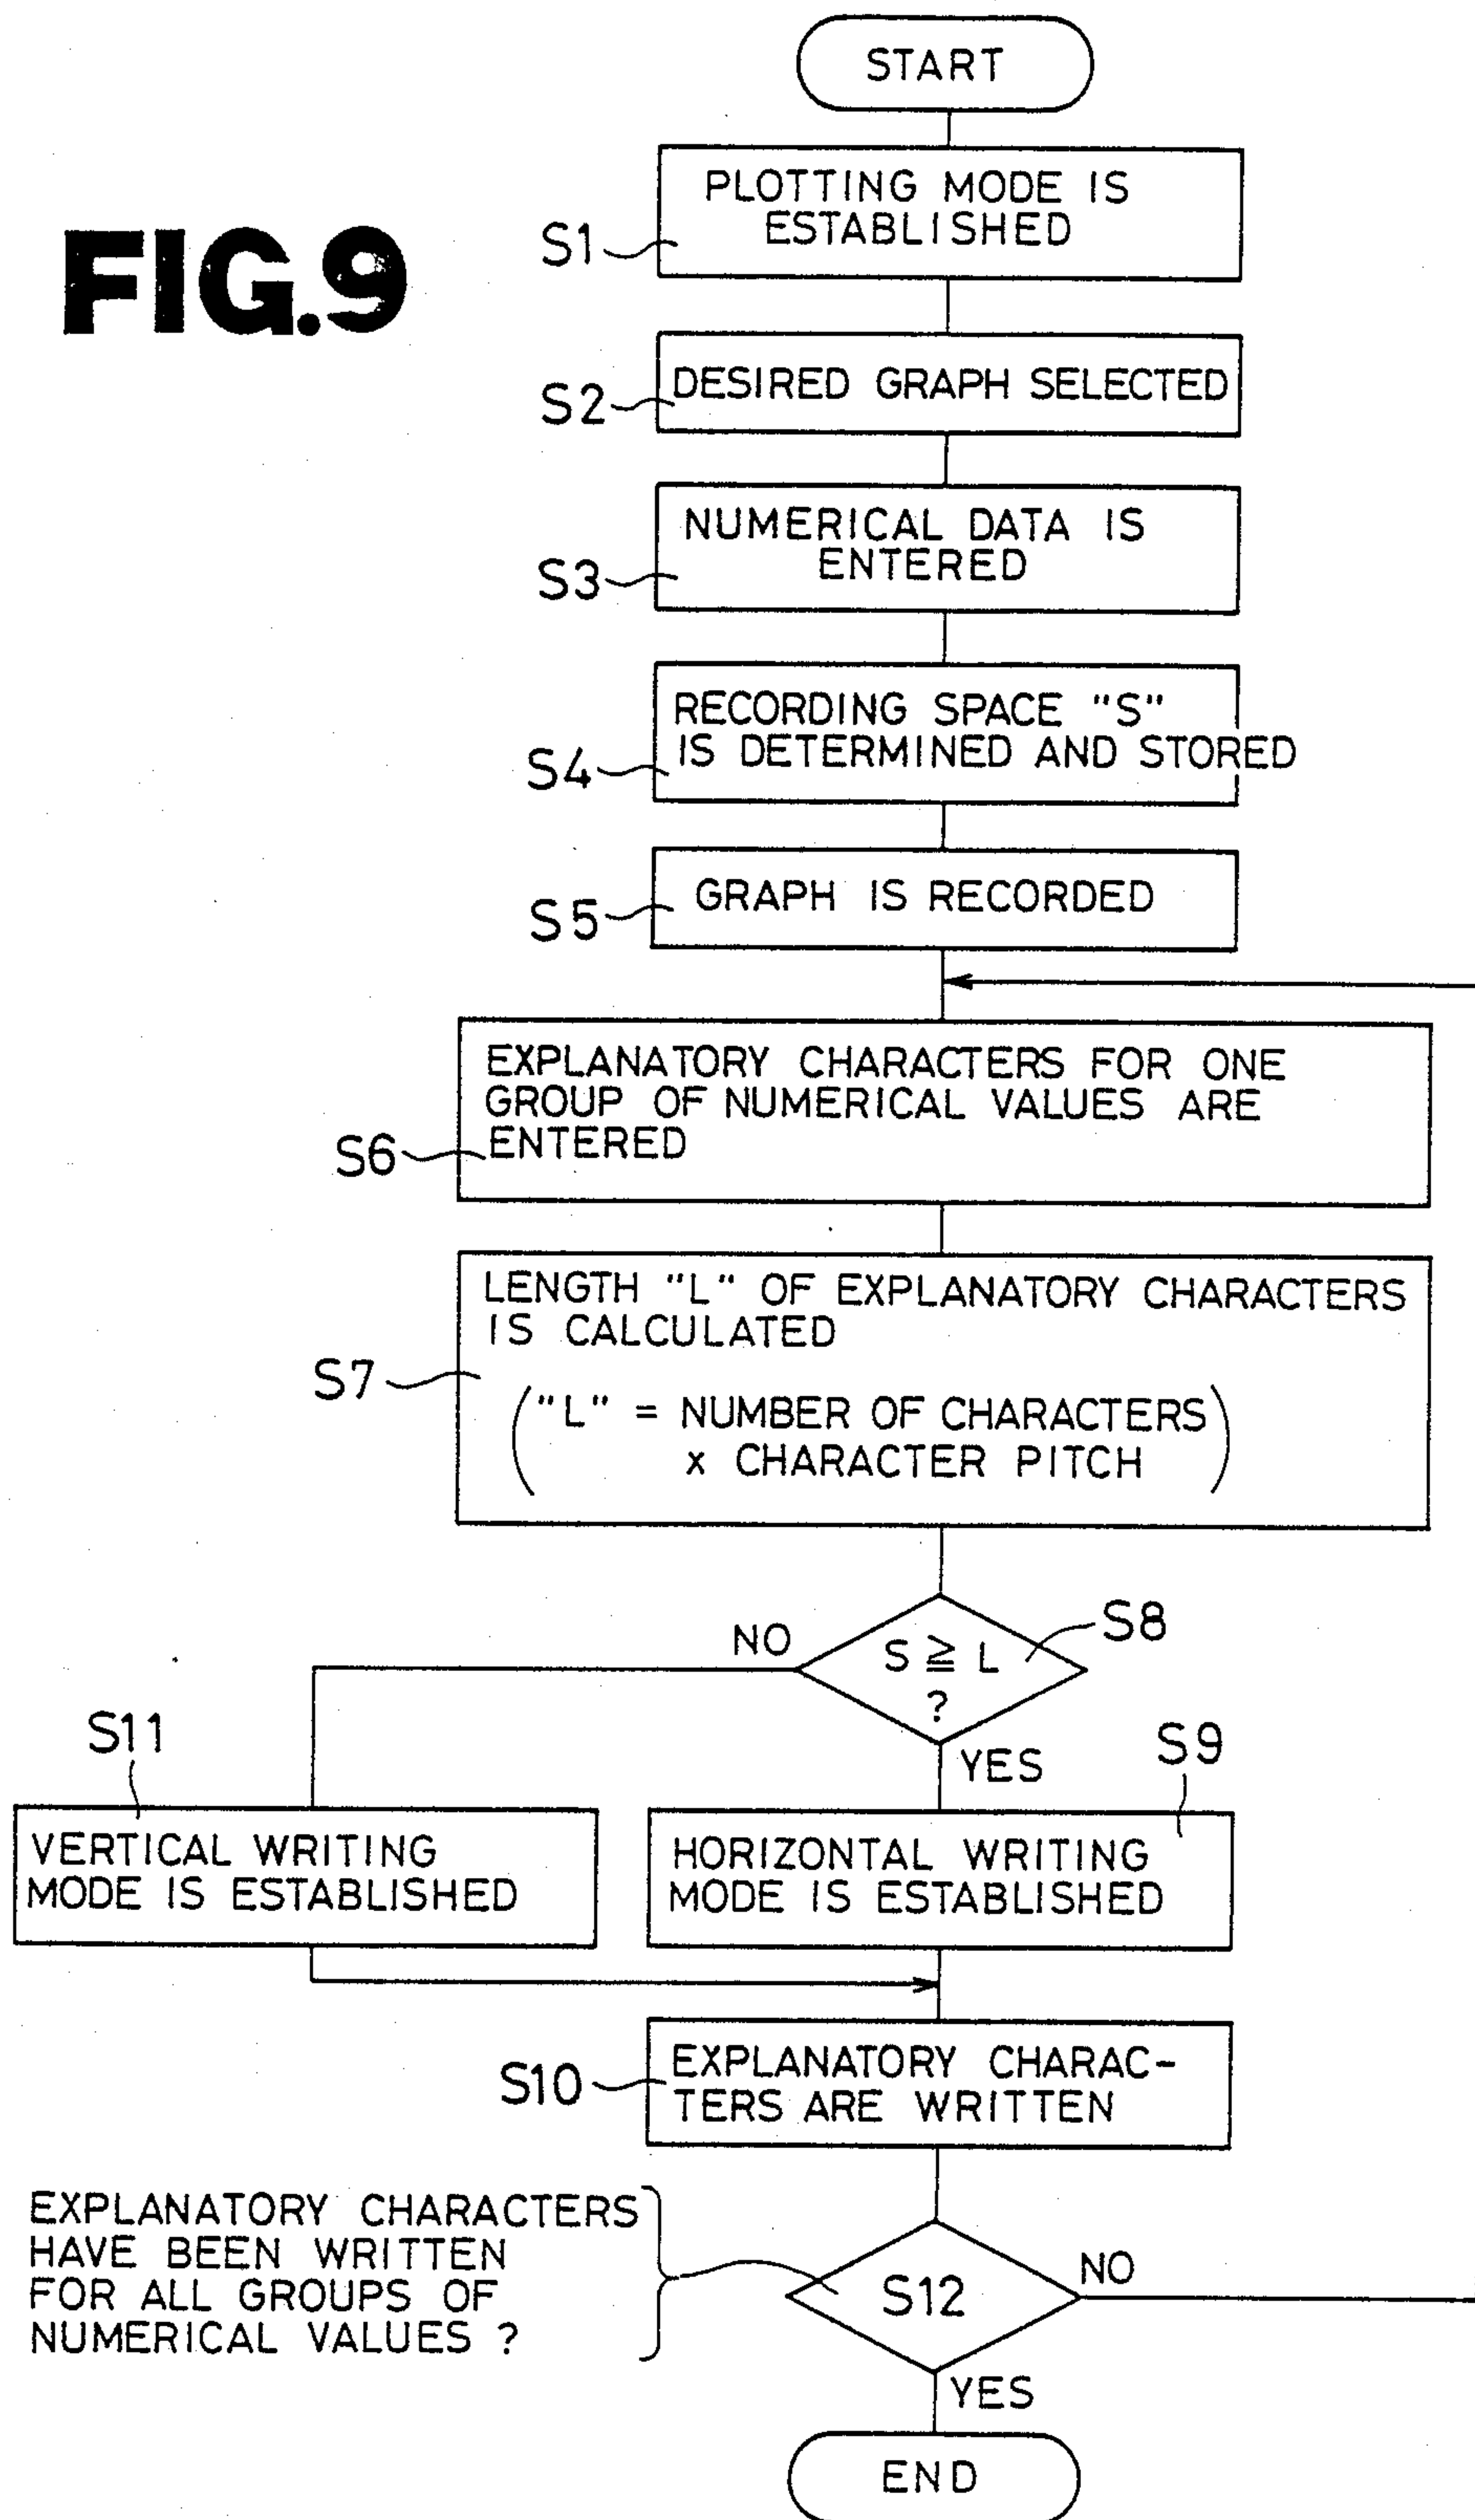 START
FIG.9
PLOTTING MODE IS
ESTABLISHED
S1
DESIRED GRAPH SELECTED
S2
NUMERICAL DATA IS
ENTERED
S3
RECORDING SPACE "S"
IS DETERMINED AND STORED
S4
GRAPH IS RECORDED
S5
EXPLANATORY CHARACTERS FOR ONE
GROUP OF NUMERICAL VALUES ARE
ENTERED
S6
LENGTH "L" OF EXPLANATORY CHARACTERS
IS CALCULATED
S7
("L" = NUMBER OF CHARACTERS
x CHARACTER PITCH)
S8
NO
S ≧ L
?
YES
S11
S9
VERTICAL WRITING
MODE IS ESTABLISHED
HORIZONTAL WRITING
MODE IS ESTABLISHED
S10
EXPLANATORY CHARAC-
TERS ARE WRITTEN
EXPLANATORY CHARACTERS
HAVE BEEN WRITTEN
FOR ALL GROUPS OF
NUMERICAL VALUES ?
S12
NO
YES
END